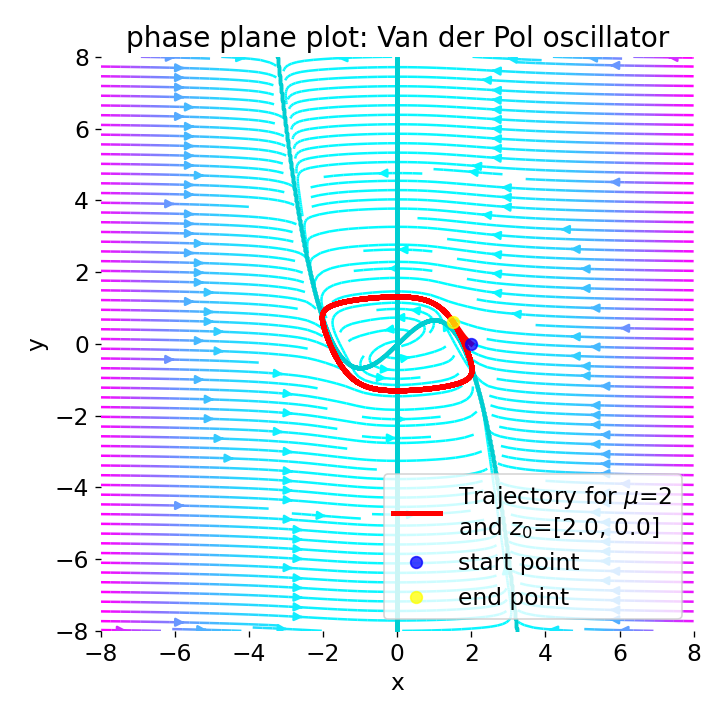 phase plane plot: Van der Pol oscillator
8
6
4
2
0
−2
−4
−6
−8
y
−8 −6 −4 −2 0 2 4 6 8
x
Trajectory for μ=2
and z₀=[2.0, 0.0]
start point
end point